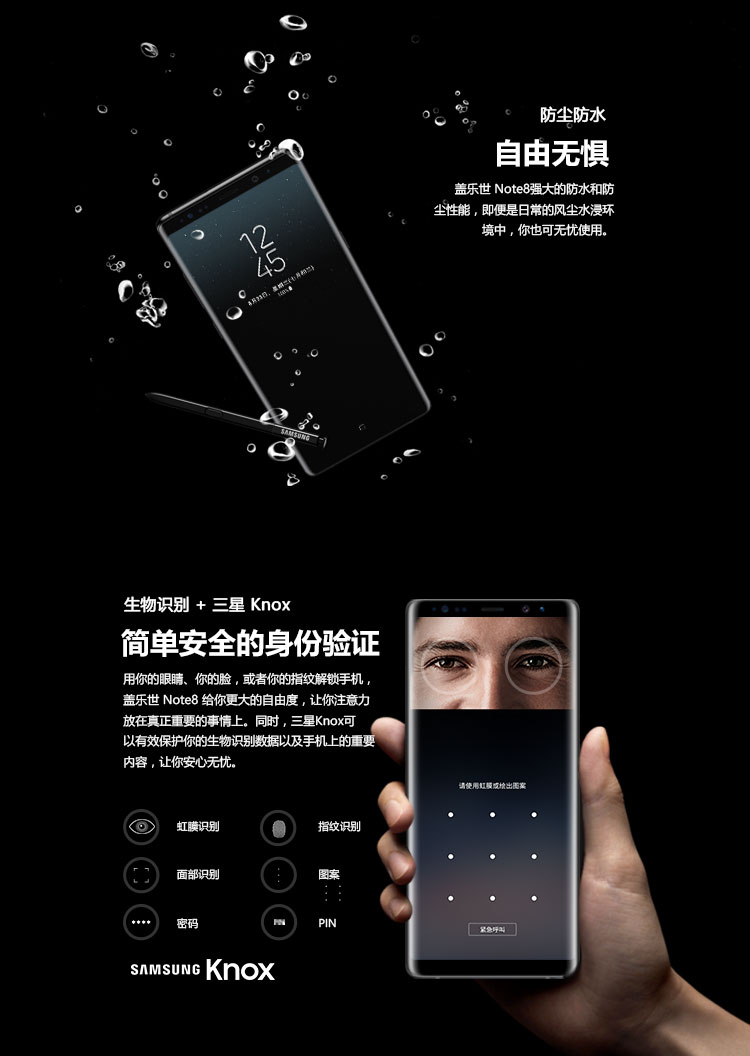 防尘防水
自由无惧
盖乐世 Note8强大的防水和防
尘性能，即便是日常的风尘水浸环
境中，你也可无忧使用。
12
45
SAMSUNG
生物识别 + 三星 Knox
简单安全的身份验证
用你的眼睛、你的脸，或者你的指纹解锁手机，
盖乐世 Note8 给你更大的自由度，让你注意力
放在真正重要的事情上。同时，三星Knox可
以有效保护你的生物识别数据以及手机上的重要
内容，让你安心无忧。
请使用虹膜或绘出图案
虹膜识别
指纹识别
面部识别
图案
密码
PIN
PIN
紧急呼叫
SAMSUNG Knox